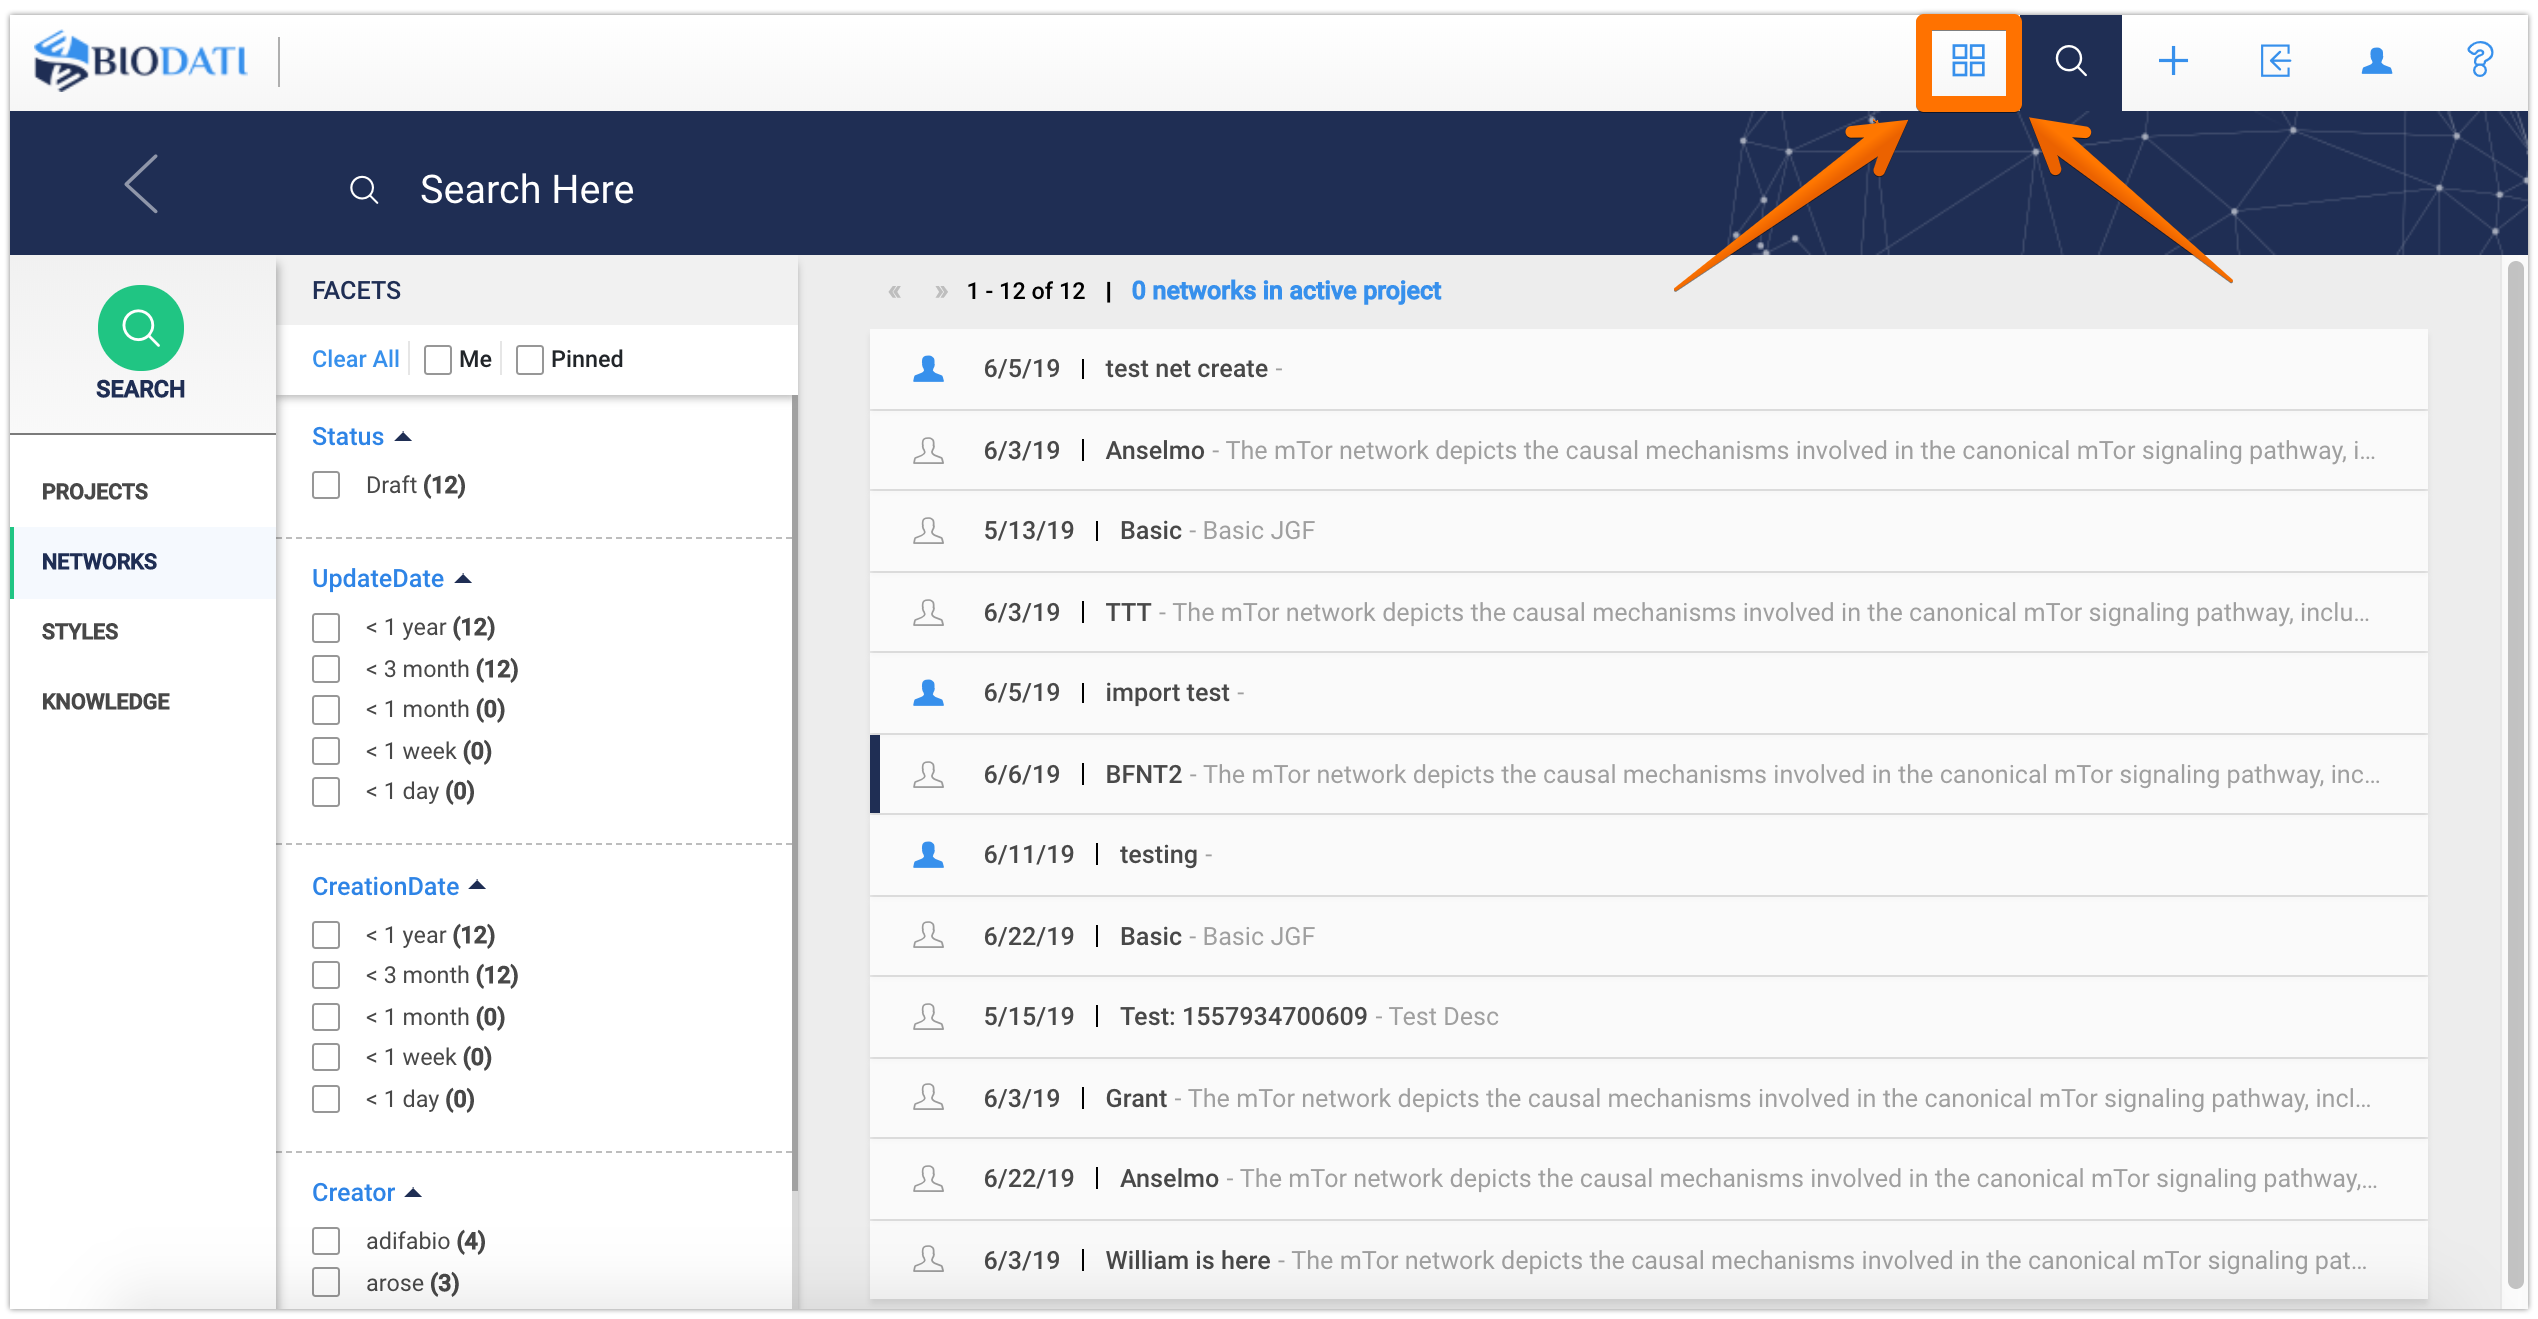 BIODATI
Search Here
SEARCH
PROJECTS
NETWORKS
STYLES
KNOWLEDGE
FACETS
Clear All Me Pinned
Status
Draft (12)
UpdateDate
< 1 year (12)
< 3 month (12)
< 1 month (0)
< 1 week (0)
< 1 day (0)
CreationDate
< 1 year (12)
< 3 month (12)
< 1 month (0)
< 1 week (0)
< 1 day (0)
Creator
adifabio (4)
arose (3)
« » 1 - 12 of 12 | 0 networks in active project
6/5/19 | test net create -
6/3/19 | Anselmo - The mTor network depicts the causal mechanisms involved in the canonical mTor signaling pathway, i...
5/13/19 | Basic - Basic JGF
6/3/19 | TTT - The mTor network depicts the causal mechanisms involved in the canonical mTor signaling pathway, inclu...
6/5/19 | import test -
6/6/19 | BFNT2 - The mTor network depicts the causal mechanisms involved in the canonical mTor signaling pathway, inc...
6/11/19 | testing -
6/22/19 | Basic - Basic JGF
5/15/19 | Test: 1557934700609 - Test Desc
6/3/19 | Grant - The mTor network depicts the causal mechanisms involved in the canonical mTor signaling pathway, incl...
6/22/19 | Anselmo - The mTor network depicts the causal mechanisms involved in the canonical mTor signaling pathway,...
6/3/19 | William is here - The mTor network depicts the causal mechanisms involved in the canonical mTor signaling pat...